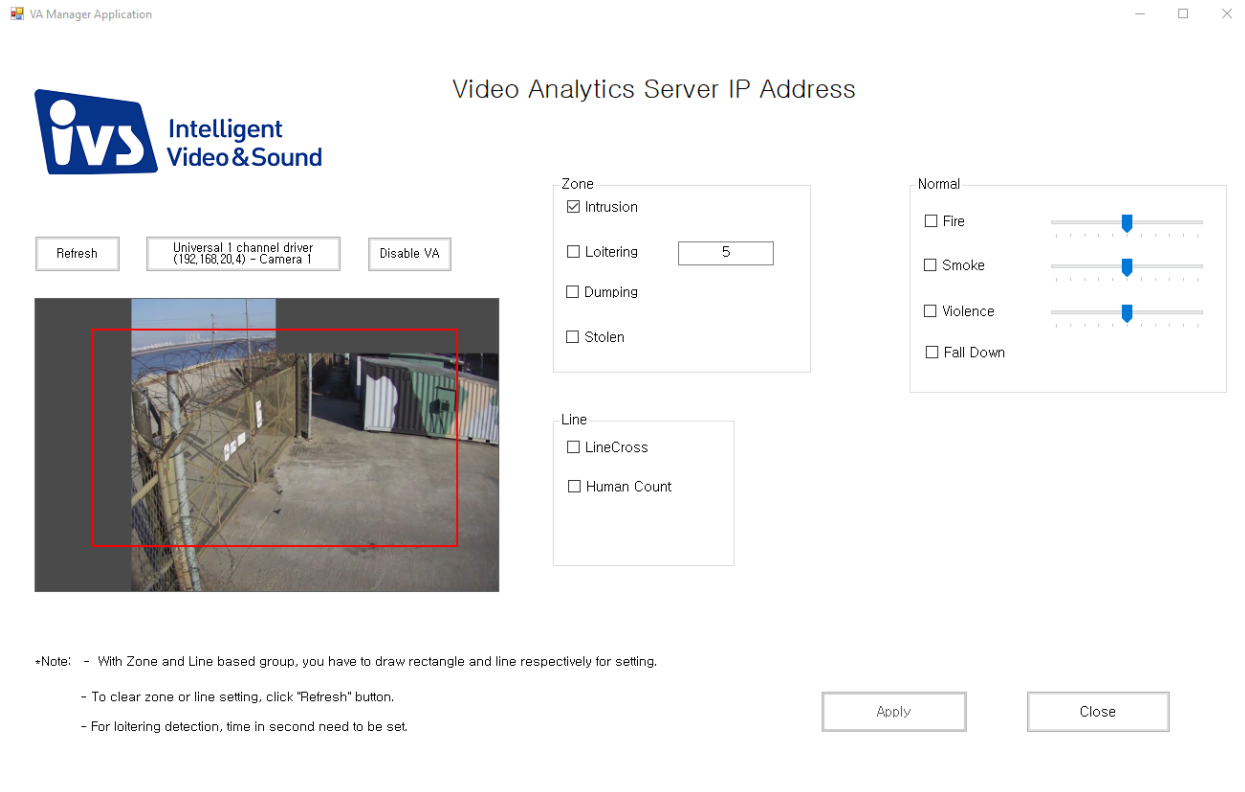 VA Manager Application
Video Analytics Server IP Address
ivs
Intelligent
Video&Sound
Refresh
Universal 1 channel driver
(192,168,20,4) - Camera 1
Disable VA
Zone
Intrusion
Loitering 5
Dumping
Stolen
Normal
Fire
Smoke
Violence
Fall Down
Line
LineCross
Human Count
*Note: - With Zone and Line based group, you have to draw rectangle and line respectively for setting.
- To clear zone or line setting, click "Refresh" button.
- For loitering detection, time in second need to be set.
Apply
Close